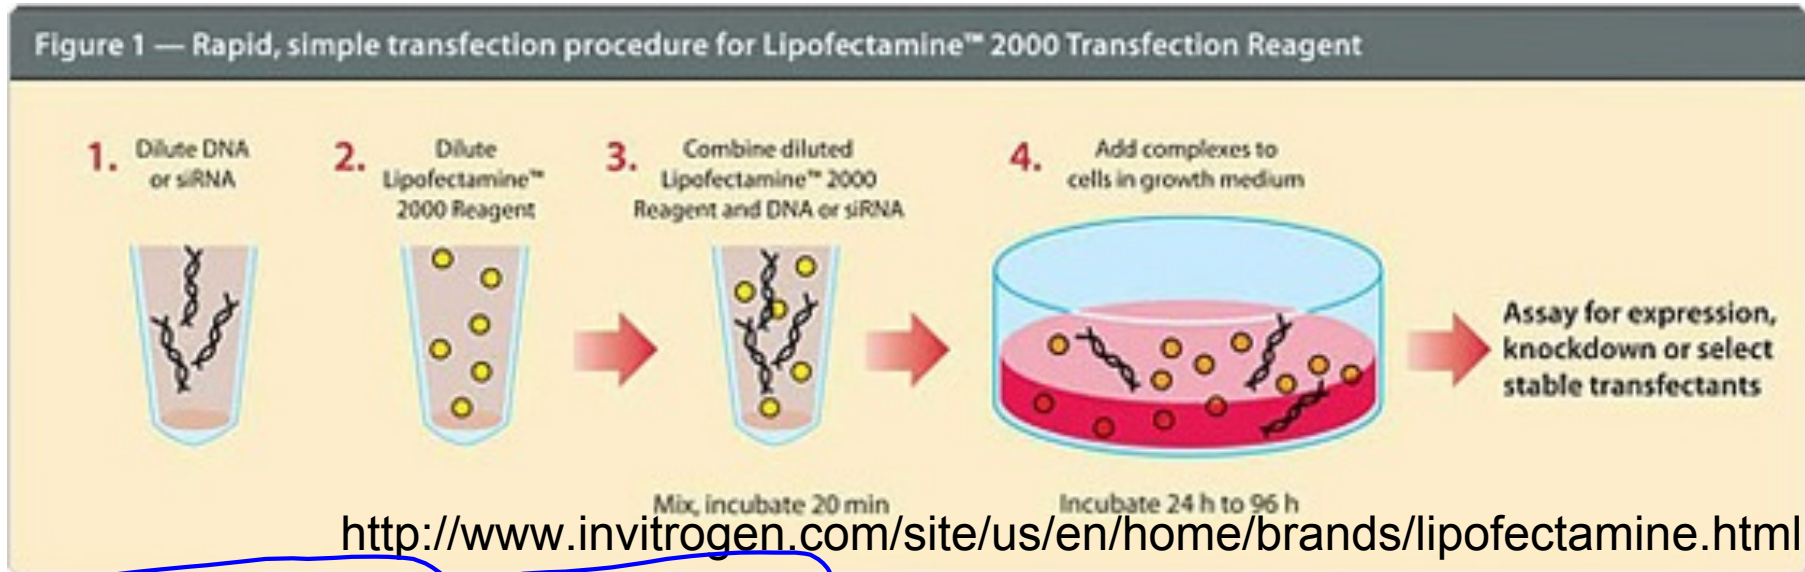 Figure 1 — Rapid, simple transfection procedure for Lipofectamine™ 2000 Transfection Reagent
1. Dilute DNA
or siRNA
2. Dilute
Lipofectamine™
2000 Reagent
3. Combine diluted
Lipofectamine™ 2000
Reagent and DNA or siRNA
4. Add complexes to
cells in growth medium
Assay for expression,
knockdown or select
stable transfectants
Mix, incubate 20 min
Incubate 24 h to 96 h
http://www.invitrogen.com/site/us/en/home/brands/lipofectamine.html